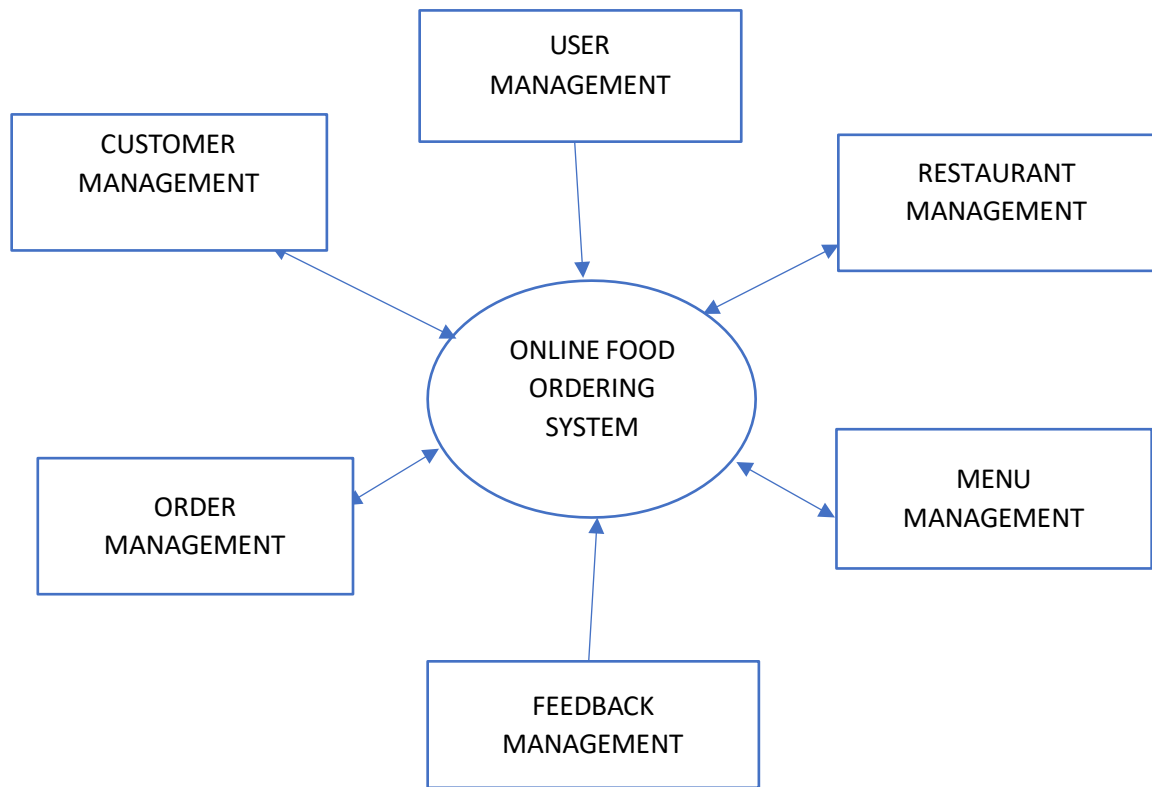 USER
MANAGEMENT
CUSTOMER
MANAGEMENT
RESTAURANT
MANAGEMENT
ONLINE FOOD
ORDERING
SYSTEM
ORDER
MANAGEMENT
MENU
MANAGEMENT
FEEDBACK
MANAGEMENT